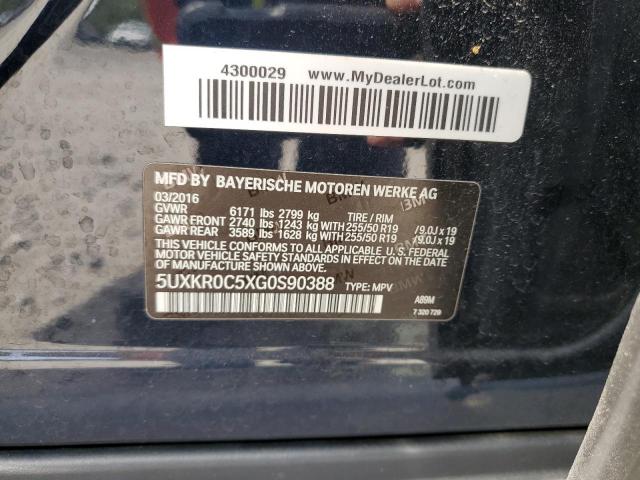 4300029 www.MyDealerLot.com
MFD BY BAYERISCHE MOTOREN WERKE AG
03/2016
GVWR 6171 lbs 2799 kg TIRE / RIM
GAWR FRONT 2740 lbs 1243 kg WITH 255/50 R19 /9.0J x 19
GAWR REAR 3589 lbs 1628 kg WITH 255/50 R19 /9.0J x 19
THIS VEHICLE CONFORMS TO ALL APPLICABLE U.S. FEDERAL
MOTOR VEHICLE SAFETY STANDARDS IN EFFECT ON THE DATE
OF MANUFACTURE SHOWN ABOVE.
5UXKR0C5XG0S90388 TYPE: MPV A89M
7 320 729